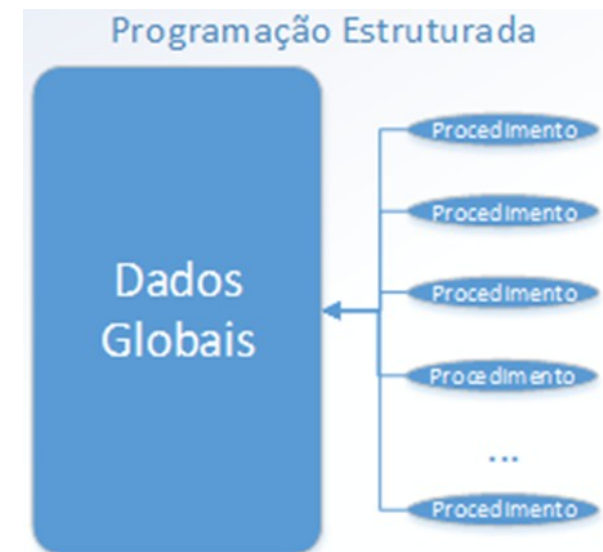 Programação Estruturada
Dados
Globais
Procedimento
Procedimento
Procedimento
Procedimento
...
Procedimento